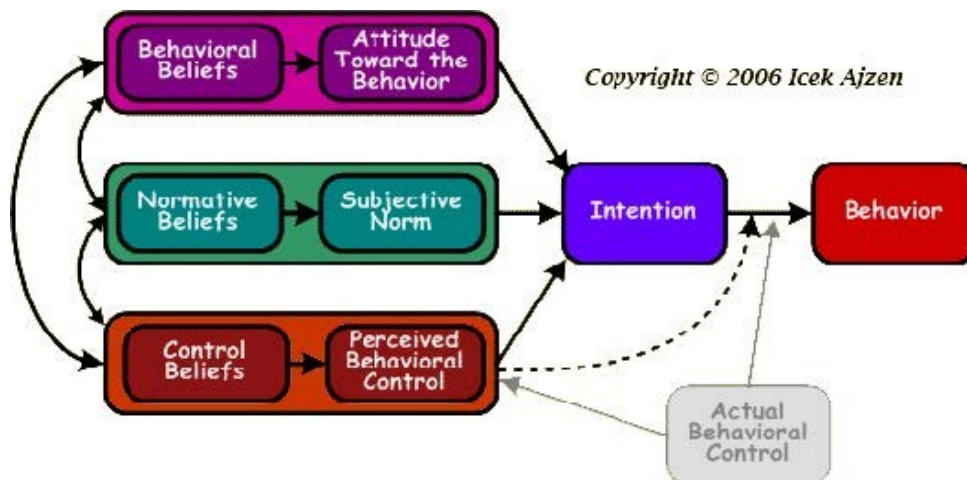 Behavioral
Beliefs
Attitude
Toward the
Behavior
Copyright © 2006 Icek Ajzen
Normative
Beliefs
Subjective
Norm
Intention
Behavior
Control
Beliefs
Perceived
Behavioral
Control
Actual
Behavioral
Control